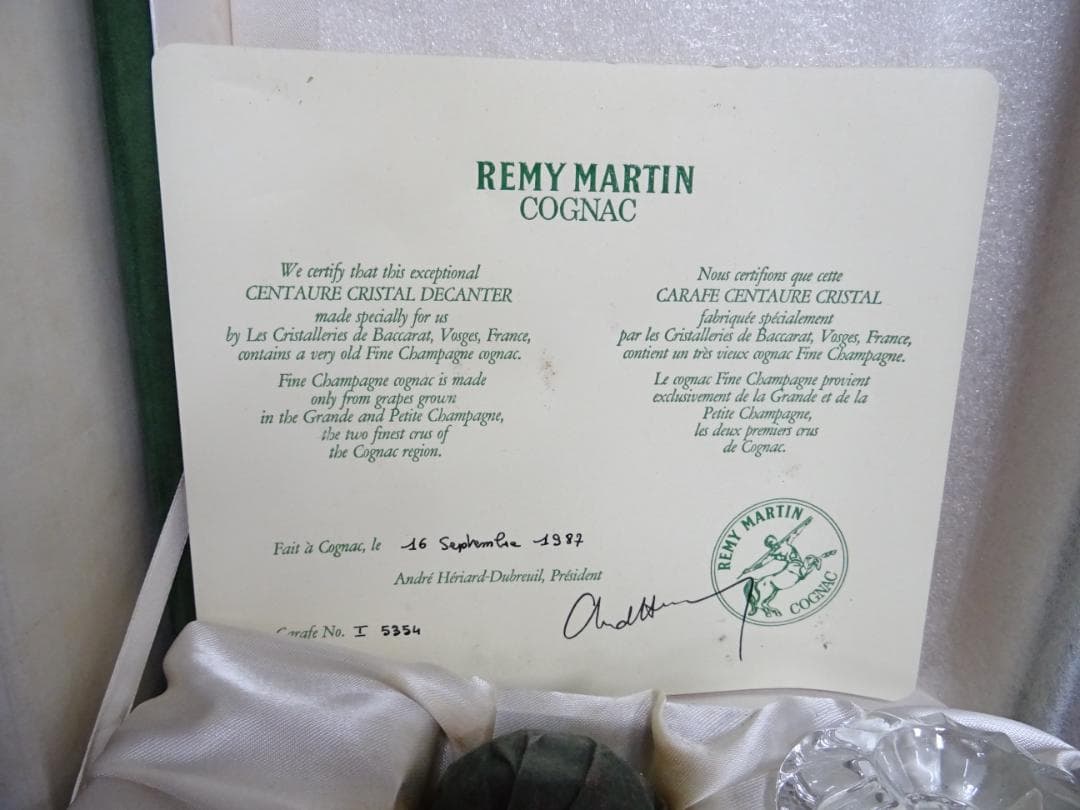 REMY MARTIN
COGNAC
We certify that this exceptional
CENTAURE CRISTAL DECANTER
made specially for us
by Les Cristalleries de Baccarat, Vosges, France,
contains a very old Fine Champagne cognac.
Fine Champagne cognac is made
only from grapes grown
in the Grande and Petite Champagne,
the two finest crus of
the Cognac region.
Nous certifions que cette
CARAFE CENTAURE CRISTAL
fabriquée spécialement
par les Cristalleries de Baccarat, Vosges, France,
contient un très vieux cognac Fine Champagne.
Le cognac Fine Champagne provient
exclusivement de la Grande et de la
Petite Champagne,
les deux premiers crus
de Cognac.
Fait à Cognac, le 16 Septembre 1987
André Hériard-Dubreuil, Président
Carafe No. I 5354
REMY MARTIN
COGNAC